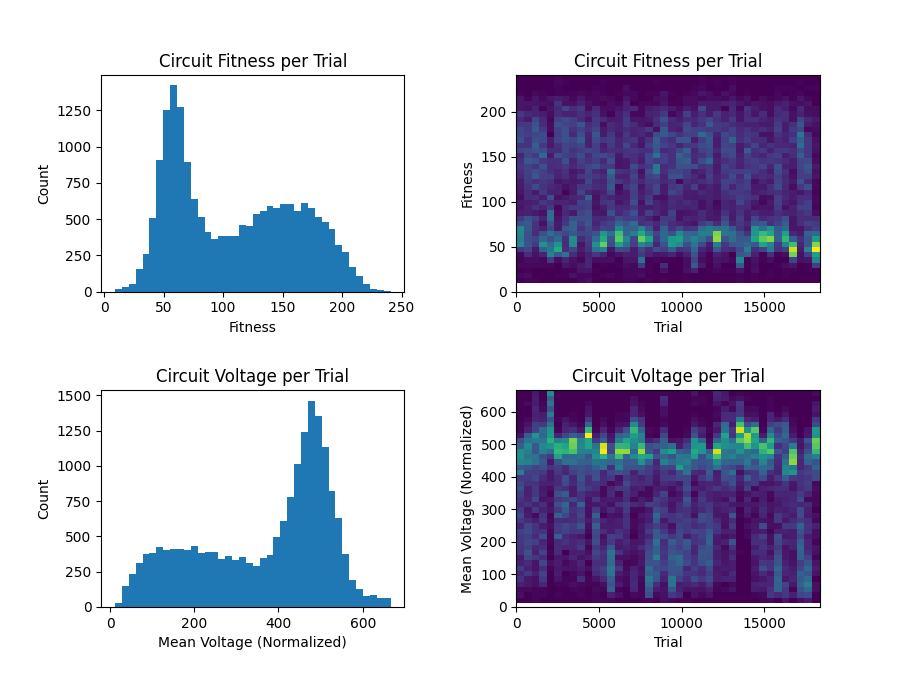 Circuit Fitness per Trial
1250
1000
750
500
250
0
Count
0 50 100 150 200 250
Fitness
Circuit Fitness per Trial
200
150
100
50
0
Fitness
0 5000 10000 15000
Trial
Circuit Voltage per Trial
1500
1250
1000
750
500
250
0
Count
0 200 400 600
Mean Voltage (Normalized)
Circuit Voltage per Trial
600
500
400
300
200
100
0
Mean Voltage (Normalized)
0 5000 10000 15000
Trial